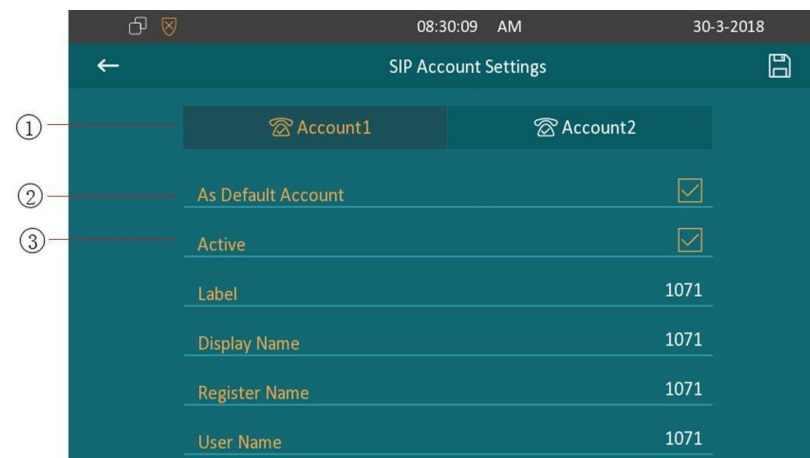 08:30:09 AM 30-3-2018
SIP Account Settings
① Account1 Account2
② As Default Account
③ Active
Label 1071
Display Name 1071
Register Name 1071
User Name 1071